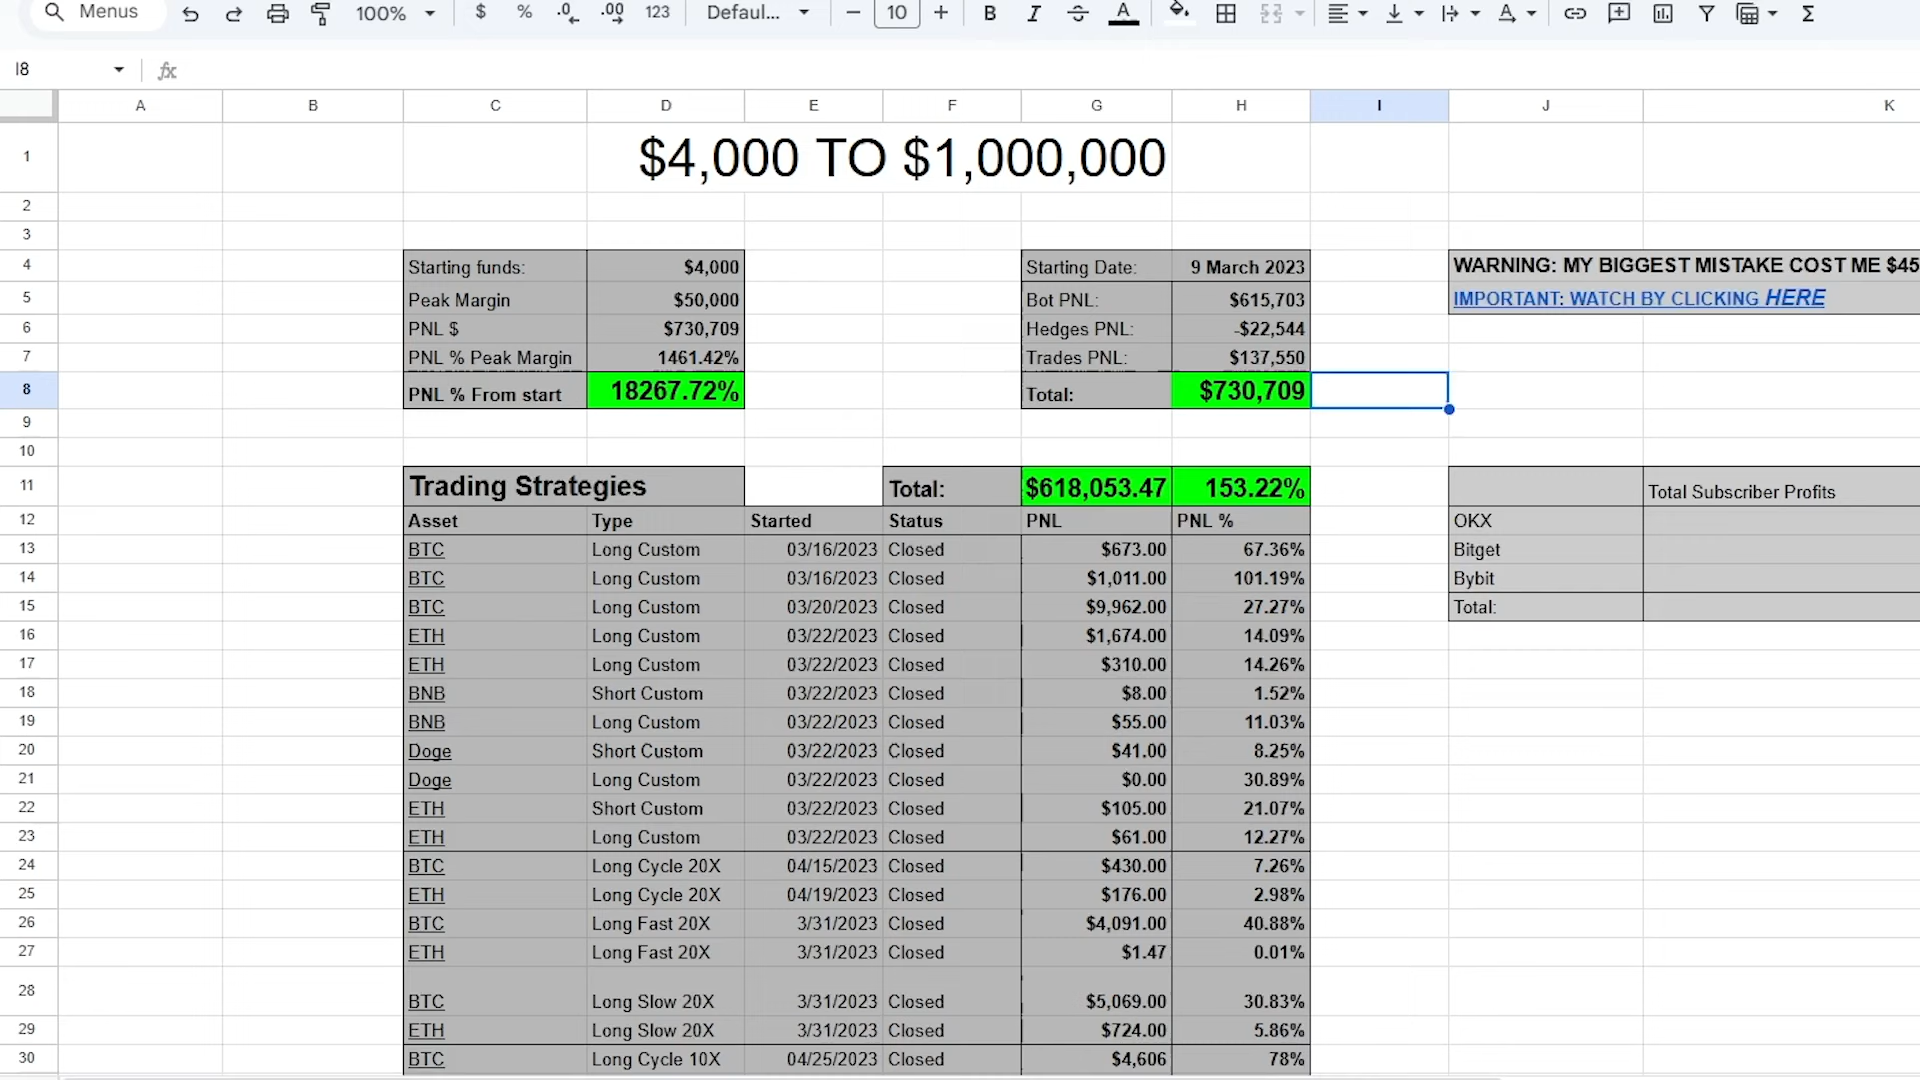 Menus 100% $ % .0 .00 123 Defaul... 10 B I A
I8 fx
A B C D E F G H I J K
1 $4,000 TO $1,000,000
2
3
4 Starting funds: $4,000 Starting Date: 9 March 2023 WARNING: MY BIGGEST MISTAKE COST ME $45
5 Peak Margin $50,000 Bot PNL: $615,703 IMPORTANT: WATCH BY CLICKING HERE
6 PNL $ $730,709 Hedges PNL: -$22,544
7 PNL % Peak Margin 1461.42% Trades PNL: $137,550
8 PNL % From start 18267.72% Total: $730,709
9
10
11 Trading Strategies Total: $618,053.47 153.22% Total Subscriber Profits
12 Asset Type Started Status PNL PNL % OKX
13 BTC Long Custom 03/16/2023 Closed $673.00 67.36% Bitget
14 BTC Long Custom 03/16/2023 Closed $1,011.00 101.19% Bybit
15 BTC Long Custom 03/20/2023 Closed $9,962.00 27.27% Total:
16 ETH Long Custom 03/22/2023 Closed $1,674.00 14.09%
17 ETH Long Custom 03/22/2023 Closed $310.00 14.26%
18 BNB Short Custom 03/22/2023 Closed $8.00 1.52%
19 BNB Long Custom 03/22/2023 Closed $55.00 11.03%
20 Doge Short Custom 03/22/2023 Closed $41.00 8.25%
21 Doge Long Custom 03/22/2023 Closed $0.00 30.89%
22 ETH Short Custom 03/22/2023 Closed $105.00 21.07%
23 ETH Long Custom 03/22/2023 Closed $61.00 12.27%
24 BTC Long Cycle 20X 04/15/2023 Closed $430.00 7.26%
25 ETH Long Cycle 20X 04/19/2023 Closed $176.00 2.98%
26 BTC Long Fast 20X 3/31/2023 Closed $4,091.00 40.88%
27 ETH Long Fast 20X 3/31/2023 Closed $1.47 0.01%
28 BTC Long Slow 20X 3/31/2023 Closed $5,069.00 30.83%
29 ETH Long Slow 20X 3/31/2023 Closed $724.00 5.86%
30 BTC Long Cycle 10X 04/25/2023 Closed $4,606 78%